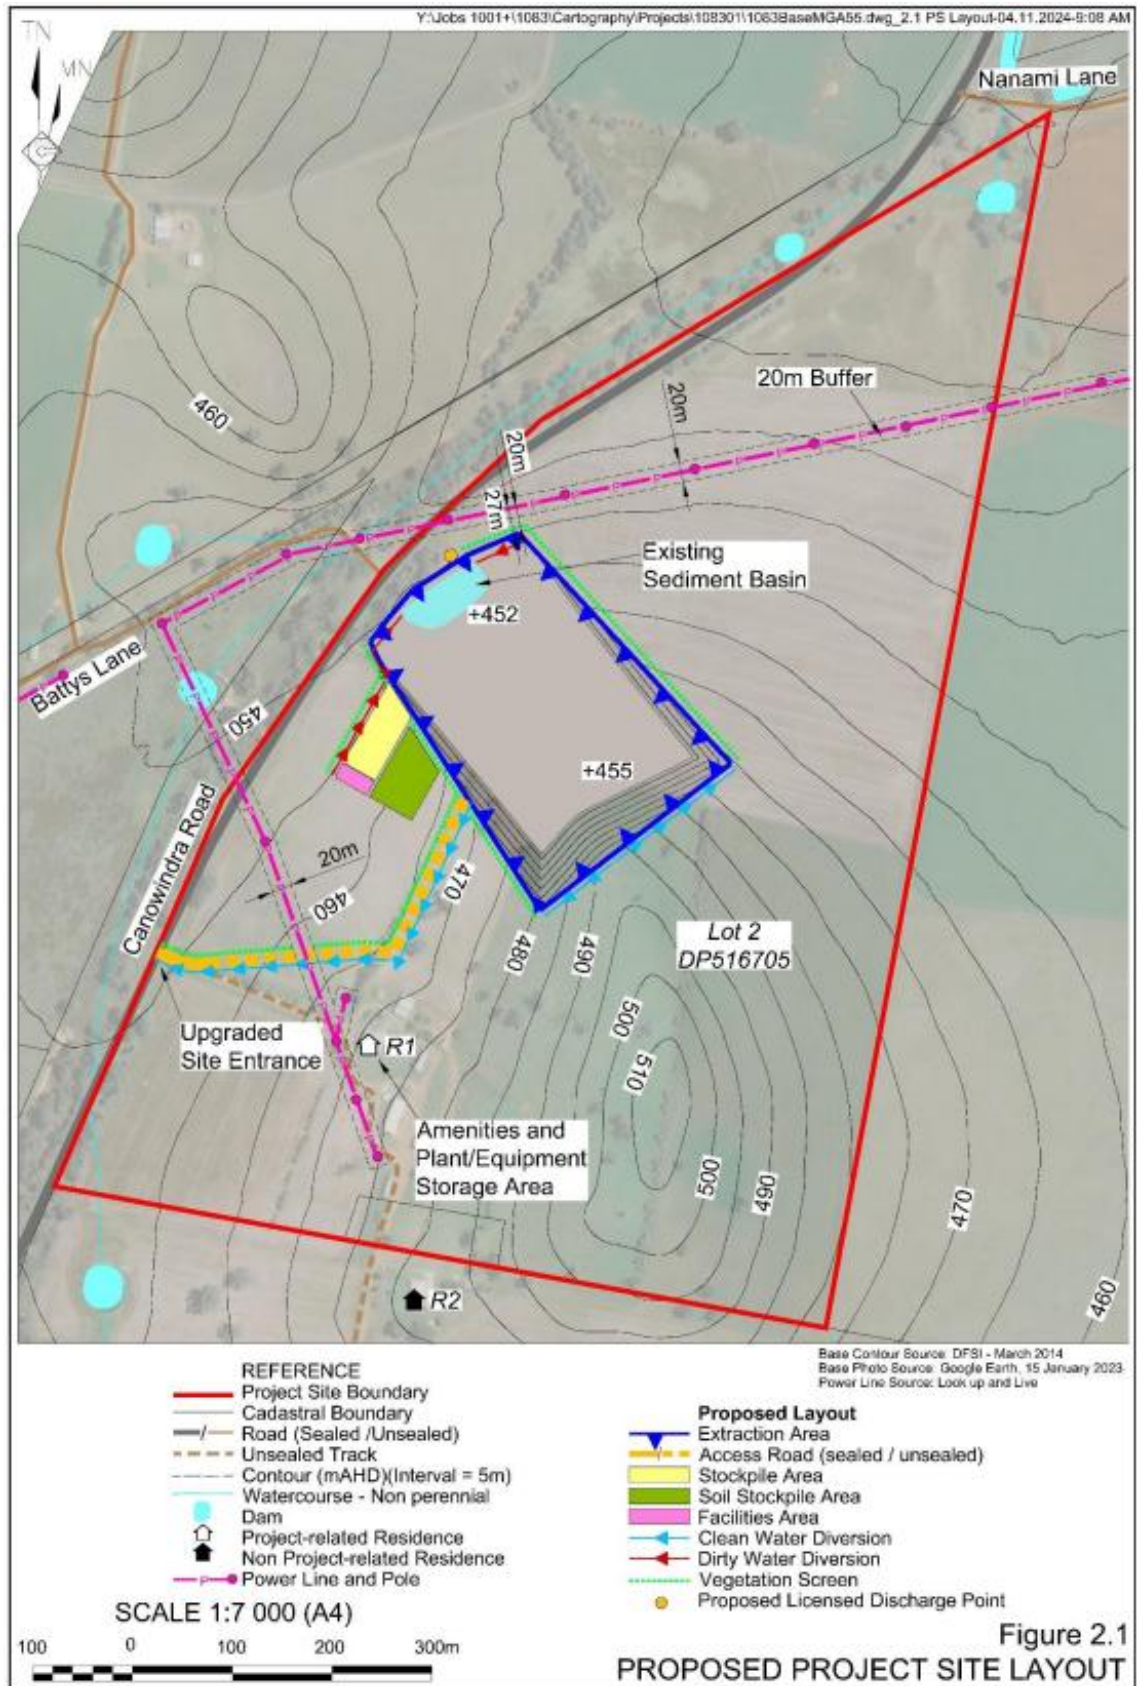 Y:\Jobs 1001+\1083\Cartography\Projects\108301\1083BaseMGA55.dwg_2.1 PS Layout-04.11.2024-9:08 AM
TN
MN
Nanami Lane
460
20m
20m Buffer
20m
27m
Existing
Sediment Basin
+452
Battys Lane
450
+455
Canowindra Road
20m
460
470
480
490
Lot 2
DP516705
500
510
Upgraded
Site Entrance
R1
Amenities and
Plant/Equipment
Storage Area
500
490
470
460
R2
Base Contour Source: DFSI - March 2014
Base Photo Source: Google Earth, 15 January 2023
Power Line Source: Look up and Live
REFERENCE
Project Site Boundary
Cadastral Boundary
Road (Sealed /Unsealed)
Unsealed Track
Contour (mAHD)(Interval = 5m)
Watercourse - Non perennial
Dam
Project-related Residence
Non Project-related Residence
Power Line and Pole
Proposed Layout
Extraction Area
Access Road (sealed / unsealed)
Stockpile Area
Soil Stockpile Area
Facilities Area
Clean Water Diversion
Dirty Water Diversion
Vegetation Screen
Proposed Licensed Discharge Point
SCALE 1:7 000 (A4)
100 0 100 200 300m
Figure 2.1
PROPOSED PROJECT SITE LAYOUT